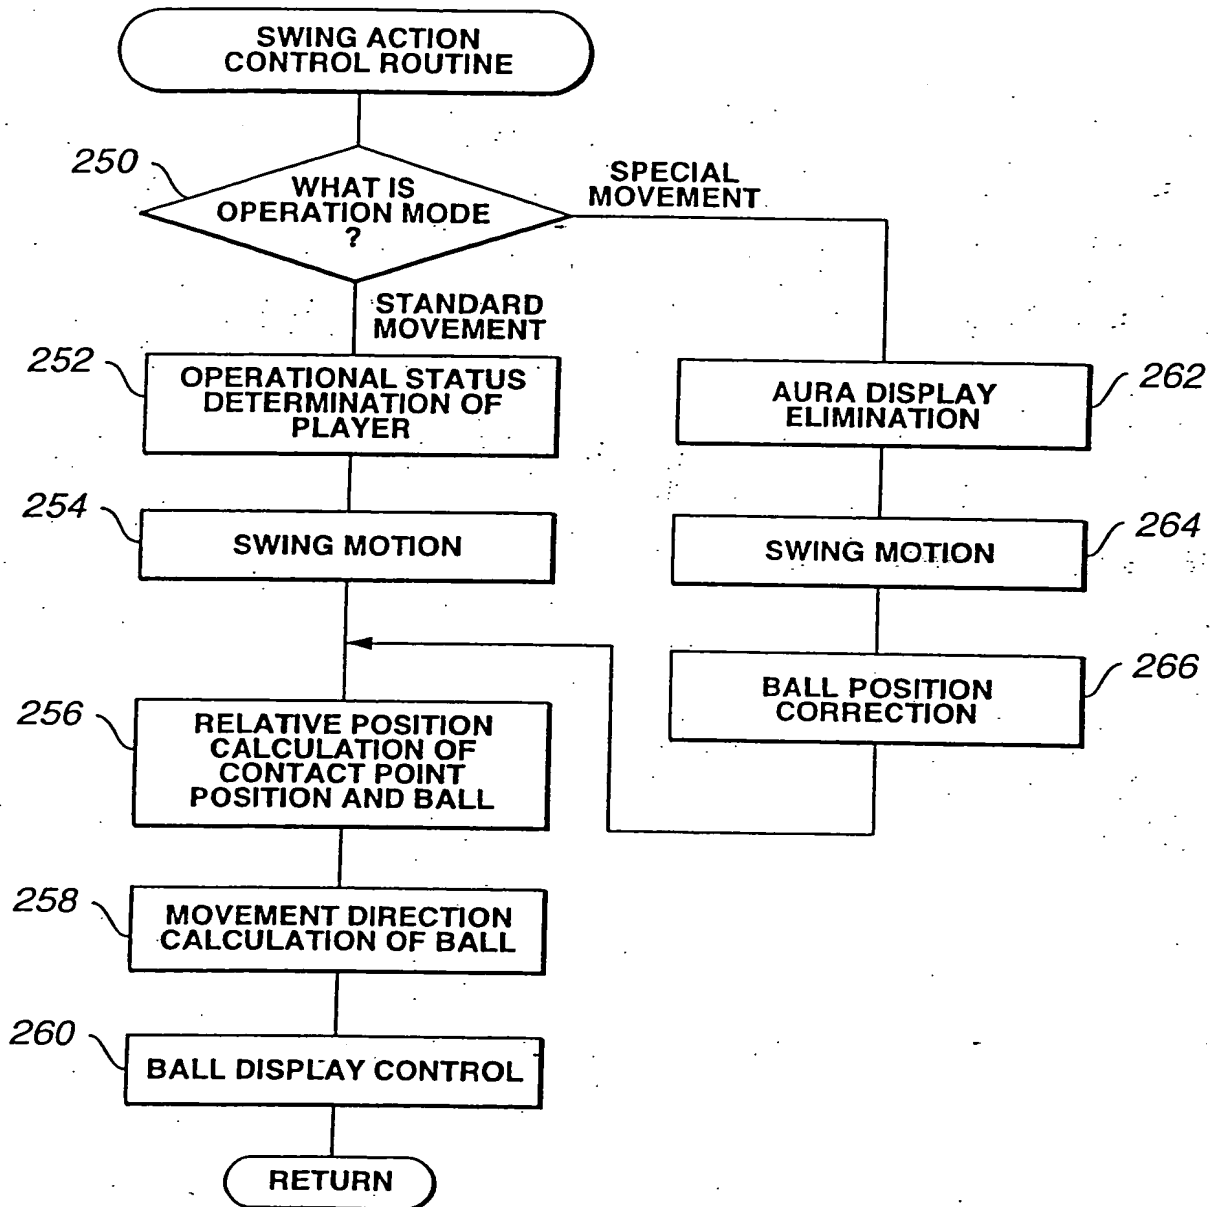 SWING ACTION
CONTROL ROUTINE
250
WHAT IS
OPERATION MODE
?
SPECIAL
MOVEMENT
STANDARD
MOVEMENT
252
OPERATIONAL STATUS
DETERMINATION OF
PLAYER
262
AURA DISPLAY
ELIMINATION
254
SWING MOTION
264
SWING MOTION
266
BALL POSITION
CORRECTION
256
RELATIVE POSITION
CALCULATION OF
CONTACT POINT
POSITION AND BALL
258
MOVEMENT DIRECTION
CALCULATION OF BALL
260
BALL DISPLAY CONTROL
RETURN